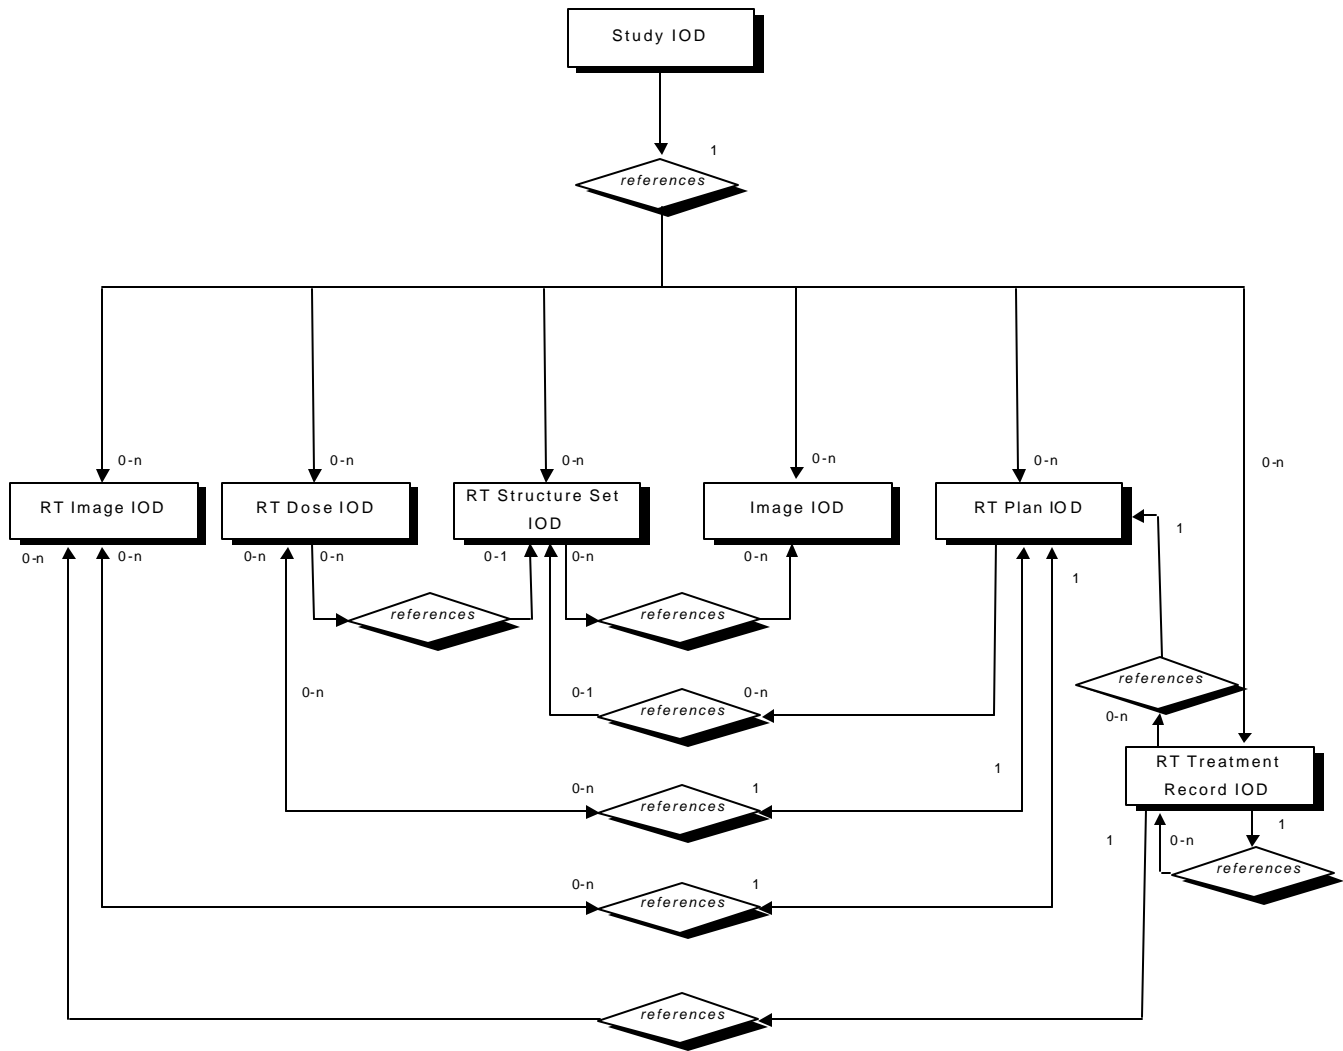 Study IOD
1
references
0-n
0-n
0-n
0-n
0-n
0-n
RT Image IOD
RT Dose IOD
RT Structure Set
IOD
Image IOD
RT Plan IOD
0-n
0-n
0-n
0-n
0-1
0-n
0-n
1
1
references
references
references
0-n
0-1
references
0-n
0-n
1
0-n
references
1
RT Treatment
Record IOD
1
0-n
1
references
0-n
references
1
references